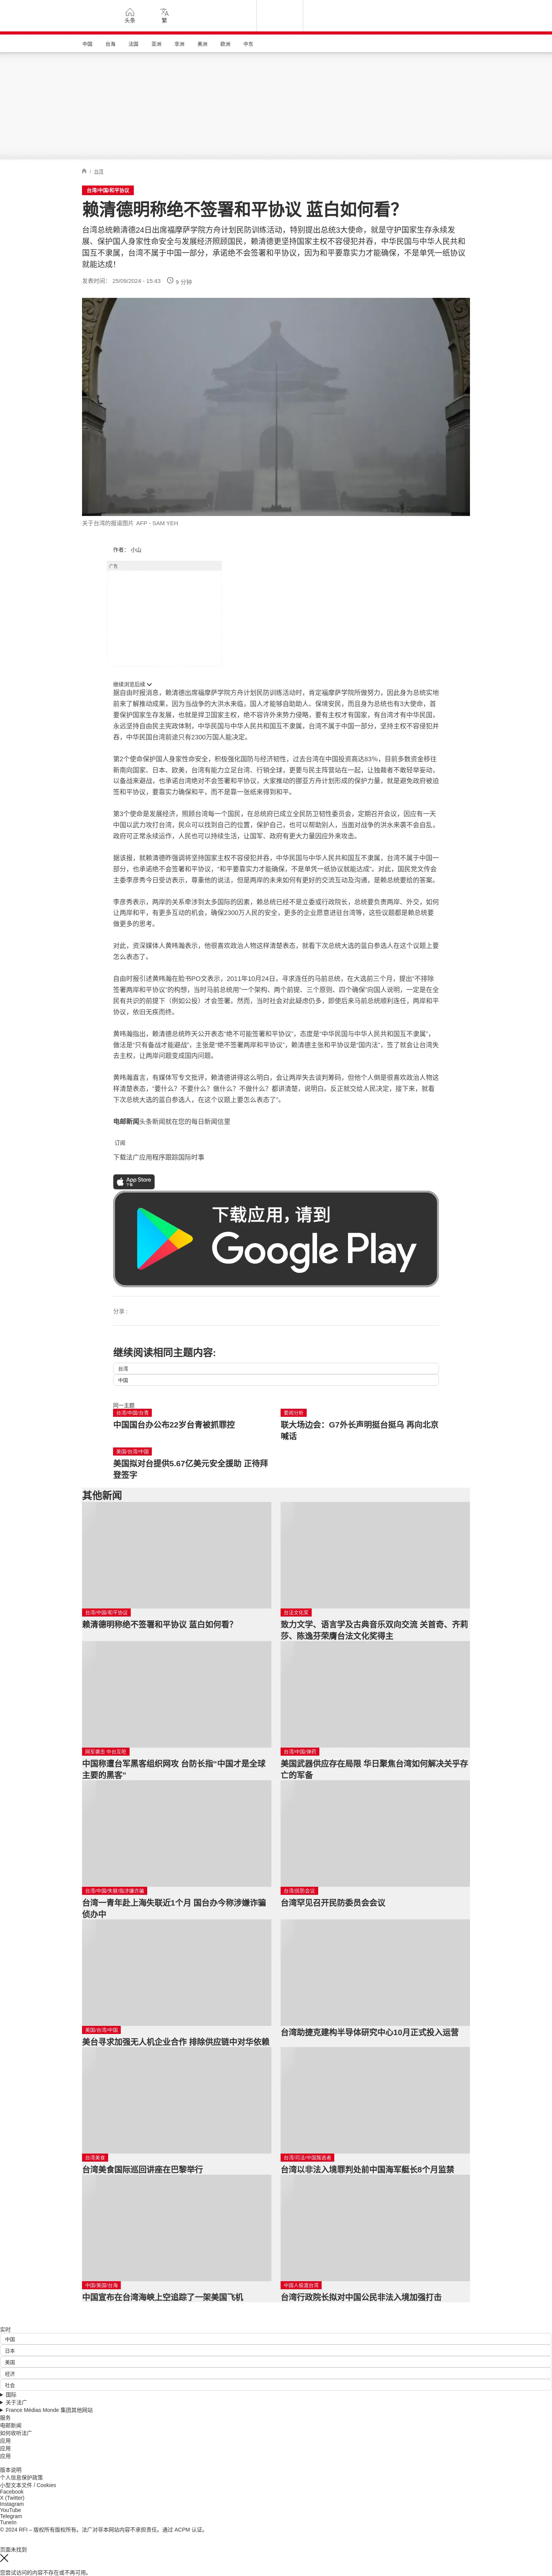 头条
繁
中国 台海 法国 亚洲 非洲 美洲 欧洲 中东
台湾
台湾/中国/和平协议
赖清德明称绝不签署和平协议 蓝白如何看？
台湾总统赖清德24日出席福摩萨学院方舟计划民防训练活动，特别提出总统3大使命，就是守护国家生存永续发
展、保护国人身家性命安全与发展经济照顾国民，赖清德更坚持国家主权不容侵犯并吞，中华民国与中华人民共和
国互不隶属，台湾不属于中国一部分，承诺绝不会签署和平协议，因为和平要靠实力才能确保，不是单凭一纸协议
就能达成！
发表时间： 25/09/2024 - 15:43
9 分钟
关于台湾的报道图片 AFP - SAM YEH
作者： 小山
广告
继续浏览后续
据自由时报消息，赖清德出席福摩萨学院方舟计划民防训练活动时，肯定福摩萨学院所做努力，因此身为总统实地
前来了解推动成果，因为当战争的大洪水来临，国人才能够自助助人、保境安民，而且身为总统也有3大使命，首
要保护国家生存发展，也就是捍卫国家主权，绝不容许外来势力侵略，要有主权才有国家，有台湾才有中华民国，
永远坚持自由民主宪政体制，中华民国与中华人民共和国互不隶属，台湾不属于中国一部分，坚持主权不容侵犯并
吞，中华民国台湾前途只有2300万国人能决定。
第2个使命保护国人身家性命安全，积极强化国防与经济韧性，过去台湾在中国投资高达83％，目前多数资金移往
新南向国家、日本、欧美，台湾有能力立足台湾、行销全球，更要与民主阵营站在一起，让独裁者不敢轻举妄动，
以备战来避战，也承诺台湾绝对不会签署和平协议，大家推动的挪亚方舟计划形成的保护力量，就是避免政府被迫
签和平协议，要靠实力确保和平，而不是靠一张纸来得到和平。
第3个使命是发展经济，照顾台湾每一个国民，在总统府已成立全民防卫韧性委员会，定期召开会议，因应有一天
中国以武力攻打台湾，民众可以找到自己的位置，保护自己，也可以帮助别人，当面对战争的洪水来袭不会自乱，
政府可正常永续运作，人民也可以持续生活，让国军、政府有更大力量因应外来攻击。
据该报，就赖清德昨强调将坚持国家主权不容侵犯并吞，中华民国与中华人民共和国互不隶属，台湾不属于中国一
部分，也承诺绝不会签署和平协议，“和平要靠实力才能确保，不是单凭一纸协议就能达成”。对此，国民党文传会
主委李彦秀今日受访表示，尊重他的说法，但是两岸的未来如何有更好的交流互动及沟通，是赖总统要给的答案。
李彦秀表示，两岸的关系牵涉到太多国际的因素，赖总统已经不是立委或行政院长，总统要负责两岸、外交，如何
让两岸和平，有更多互动的机会，确保2300万人民的安全，更多的企业愿意进驻台湾等，这些议题都是赖总统要
做更多的思考。
对此，资深媒体人黄𬀩瀚表示，他很喜欢政治人物这样清楚表态，就看下次总统大选的蓝白参选人在这个议题上要
怎么表态了。
自由时报引述黄𬀩瀚在脸书PO文表示，2011年10月24日，寻求连任的马前总统，在大选前三个月，提出“不排除
签署两岸和平协议”的构想，当时马前总统用“一个架构、两个前提、三个原则、四个确保”向国人说明，一定是在全
民有共识的前提下（例如公投）才会签署。然而，当时社会对此疑虑仍多，即使后来马前总统顺利连任，两岸和平
协议，依旧无疾而终。
黄𬀩瀚指出，赖清德总统昨天公开表态“绝不可能签署和平协议”，态度是“中华民国与中华人民共和国互不隶属”，
做法是“只有备战才能避战”，主张是“绝不签署两岸和平协议”，赖清德主张和平协议是“国内法”，签了就会让台湾失
去主权，让两岸问题变成国内问题。
黄𬀩瀚直言，有媒体写专文批评，赖清德讲得这么明白，会让两岸失去谈判筹码，但他个人倒是很喜欢政治人物这
样清楚表态，“要什么？不要什么？做什么？不做什么？都讲清楚，说明白。反正就交给人民决定，接下来，就看
下次总统大选的蓝白参选人，在这个议题上要怎么表态了”。
电邮新闻头条新闻就在您的每日新闻信里
订阅
下载法广应用程序跟踪国际时事
App Store
下载
下载应用，请到
Google Play
分享 :
继续阅读相同主题内容:
台湾
中国
同一主题
台湾/中国/台青
中国国台办公布22岁台青被抓罪控
要闻分析
联大场边会：G7外长声明挺台挺乌 再向北京
喊话
美国/台湾/中国
美国拟对台提供5.67亿美元安全援助 正待拜
登签字
其他新闻
台湾/中国/和平协议
赖清德明称绝不签署和平协议 蓝白如何看？
台法文化奖
致力文学、语言学及古典音乐双向交流 关首奇、齐莉
莎、陈逸芬荣膺台法文化奖得主
网军袭击 中台互呛
中国称遭台军黑客组织网攻 台防长指“中国才是全球
主要的黑客”
台湾/中国/弹药
美国武器供应存在局限 华日聚焦台湾如何解决关乎存
亡的军备
台湾/中国/失联/指涉嫌诈骗
台湾一青年赴上海失联近1个月 国台办今称涉嫌诈骗
侦办中
台湾/民防会议
台湾罕见召开民防委员会会议
美国/台湾/中国
美台寻求加强无人机企业合作 排除供应链中对华依赖
台湾助捷克建构半导体研究中心10月正式投入运营
台湾美食
台湾美食国际巡回讲座在巴黎举行
台湾/司法/中国叛逃者
台湾以非法入境罪判处前中国海军艇长8个月监禁
中国/美国/台海
中国宣布在台湾海峡上空追踪了一架美国飞机
中国人偷渡台湾
台湾行政院长拟对中国公民非法入境加强打击
实时
中国
日本
美国
经济
社会
国际
关于法广
France Médias Monde 集团其他网站
服务
电邮新闻
如何收听法广
应用
应用
应用
版本说明
个人信息保护政策
小型文本文件 / Cookies
Facebook
X (Twitter)
Instagram
YouTube
Telegram
TuneIn
© 2024 RFI – 版权所有版权所有。法广对非本网站内容不承担责任。通过 ACPM 认证。
页面未找到
您尝试访问的内容不存在或不再可用。